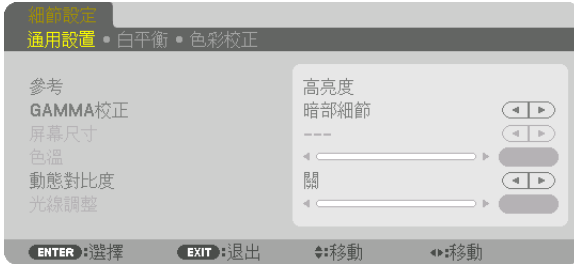 細節設定
通用設置 • 白平衡 • 色彩校正
參考 高亮度
GAMMA校正 暗部細節
屏幕尺寸 ---
色溫
動態對比度 關
光線調整
ENTER:選擇 EXIT:退出 :移動 :移動